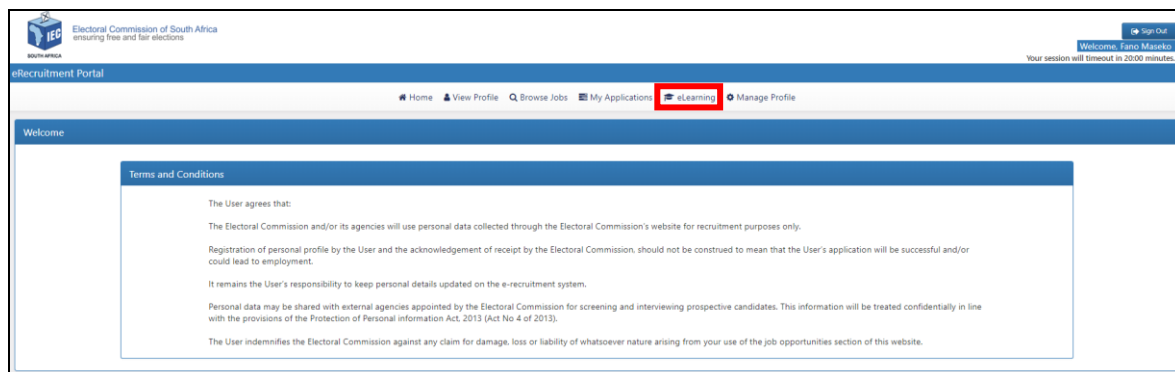 IEC
SOUTH AFRICA
Electoral Commission of South Africa
ensuring free and fair elections
Sign Out
Welcome, Fano Maseko
Your session will timeout in 20:00 minutes.
eRecruitment Portal
Home View Profile Browse Jobs My Applications eLearning Manage Profile
Welcome
Terms and Conditions
The User agrees that:
The Electoral Commission and/or its agencies will use personal data collected through the Electoral Commission's website for recruitment purposes only.
Registration of personal profile by the User and the acknowledgement of receipt by the Electoral Commission, should not be construed to mean that the User's application will be successful and/or
could lead to employment.
It remains the User's responsibility to keep personal details updated on the e-recruitment system.
Personal data may be shared with external agencies appointed by the Electoral Commission for screening and interviewing prospective candidates. This information will be treated confidentially in line
with the provisions of the Protection of Personal information Act, 2013 (Act No 4 of 2013).
The User indemnifies the Electoral Commission against any claim for damage, loss or liability of whatsoever nature arising from your use of the job opportunities section of this website.